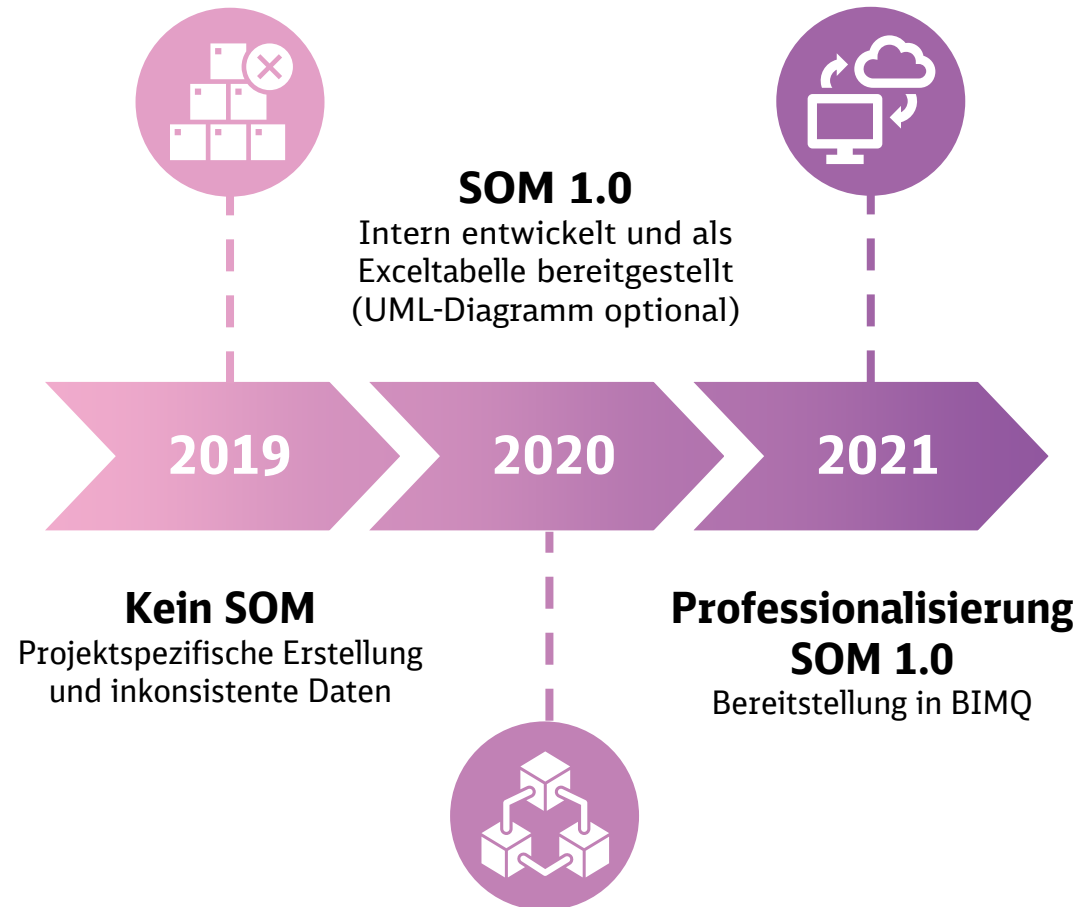 SOM 1.0
Intern entwickelt und als
Exceltabelle bereitgestellt
(UML-Diagramm optional)
2019
2020
2021
Kein SOM
Projektspezifische Erstellung
und inkonsistente Daten
Professionalisierung
SOM 1.0
Bereitstellung in BIMQ